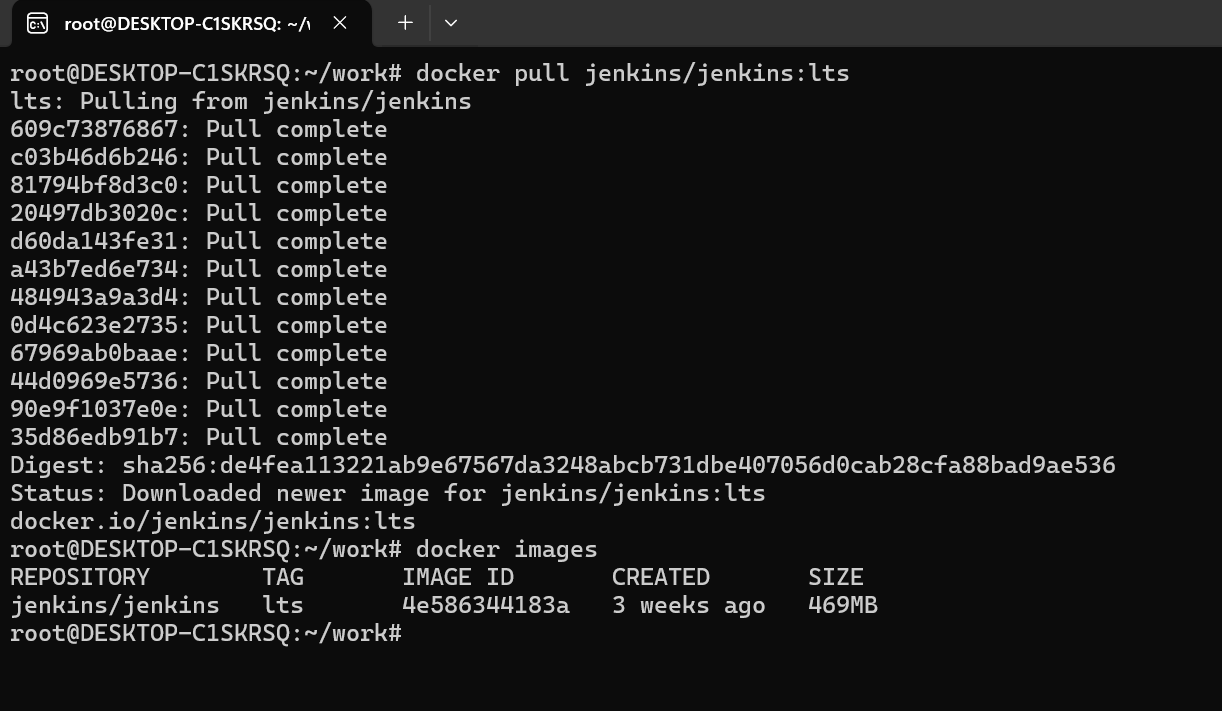 root@DESKTOP-C1SKRSQ: ~/
root@DESKTOP-C1SKRSQ:~/work# docker pull jenkins/jenkins:lts
lts: Pulling from jenkins/jenkins
609c73876867: Pull complete
c03b46d6b246: Pull complete
81794bf8d3c0: Pull complete
20497db3020c: Pull complete
d60da143fe31: Pull complete
a43b7ed6e734: Pull complete
484943a9a3d4: Pull complete
0d4c623e2735: Pull complete
67969ab0baae: Pull complete
44d0969e5736: Pull complete
90e9f1037e0e: Pull complete
35d86edb91b7: Pull complete
Digest: sha256:de4fea113221ab9e67567da3248abcb731dbe407056d0cab28cfa88bad9ae536
Status: Downloaded newer image for jenkins/jenkins:lts
docker.io/jenkins/jenkins:lts
root@DESKTOP-C1SKRSQ:~/work# docker images
REPOSITORY TAG IMAGE ID CREATED SIZE
jenkins/jenkins lts 4e586344183a 3 weeks ago 469MB
root@DESKTOP-C1SKRSQ:~/work#